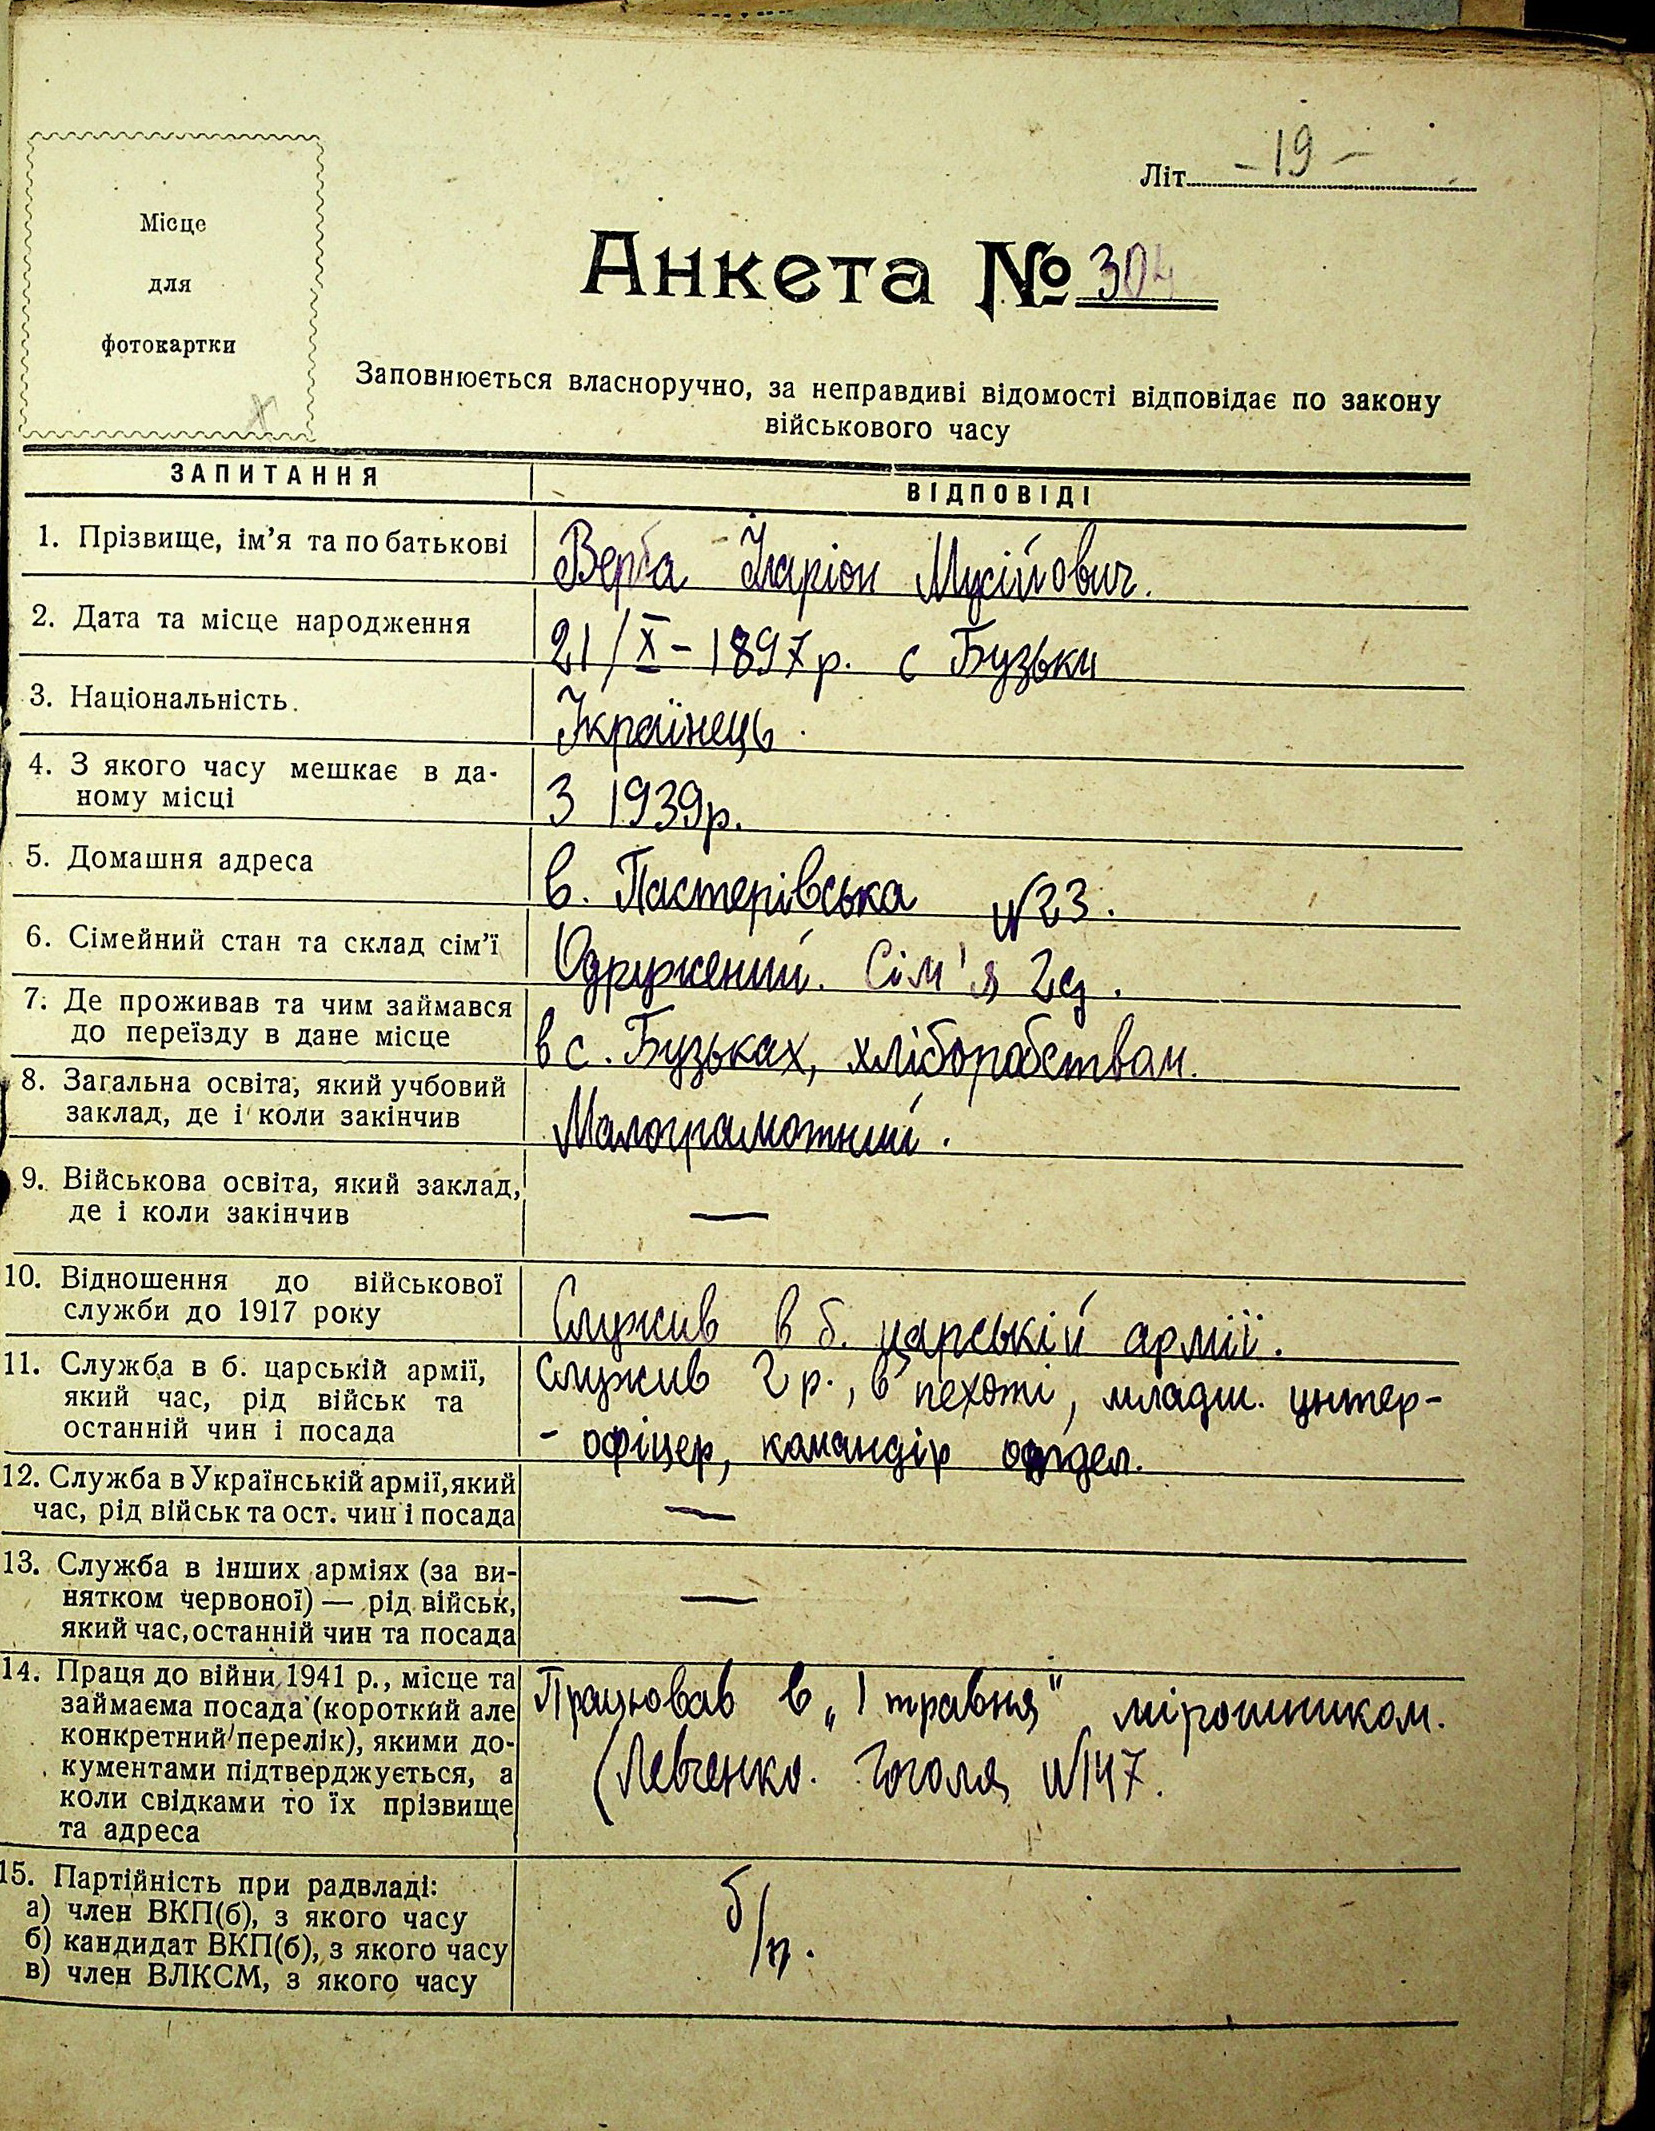 Літ. -19-
Місце
для
фотокартки
Анкета № 304
Заповнюється власноручно, за неправдиві відомості відповідає по закону
військового часу
ЗАПИТАННЯ
ВІДПОВІДІ
1. Прізвище, ім'я та по батькові
Верба Іларіон Мусійович.
2. Дата та місце народження
21/X - 1897 р. с Бузьки
3. Національність.
Українець.
4. З якого часу мешкає в да-
ному місці
З 1939р.
5. Домашня адреса
в. Пастерівська №23.
6. Сімейний стан та склад сім'ї
Одружений. Сім'я 2д.
7. Де проживав та чим займався
до переїзду в дане місце
в с. Бузьках, хліборобством.
8. Загальна освіта, який учбовий
заклад, де і коли закінчив
Малограмотний.
9. Військова освіта, який заклад,
де і коли закінчив
—
10. Відношення до військової
служби до 1917 року
Служив в б. царській армії.
11. Служба в б. царській армії,
який час, рід військ та
останній чин і посада
Служив 2 р., в пехоті, младш. унтер-
- офіцер, командір отдел.
12. Служба в Українській армії, який
час, рід військ та ост. чин і посада
—
13. Служба в інших арміях (за ви-
нятком червоної) — рід військ,
який час, останній чин та посада
—
14. Праця до війни 1941 р., місце та
займаєма посада (короткий але
конкретний перелік), якими до-
кументами підтверджується, а
коли свідками то їх прізвище
та адреса
Працював в „1 травня" мірошником.
(Левченко. Гоголя №147.
15. Партійність при радвладі:
а) член ВКП(б), з якого часу
б) кандидат ВКП(б), з якого часу
в) член ВЛКСМ, з якого часу
б/п.